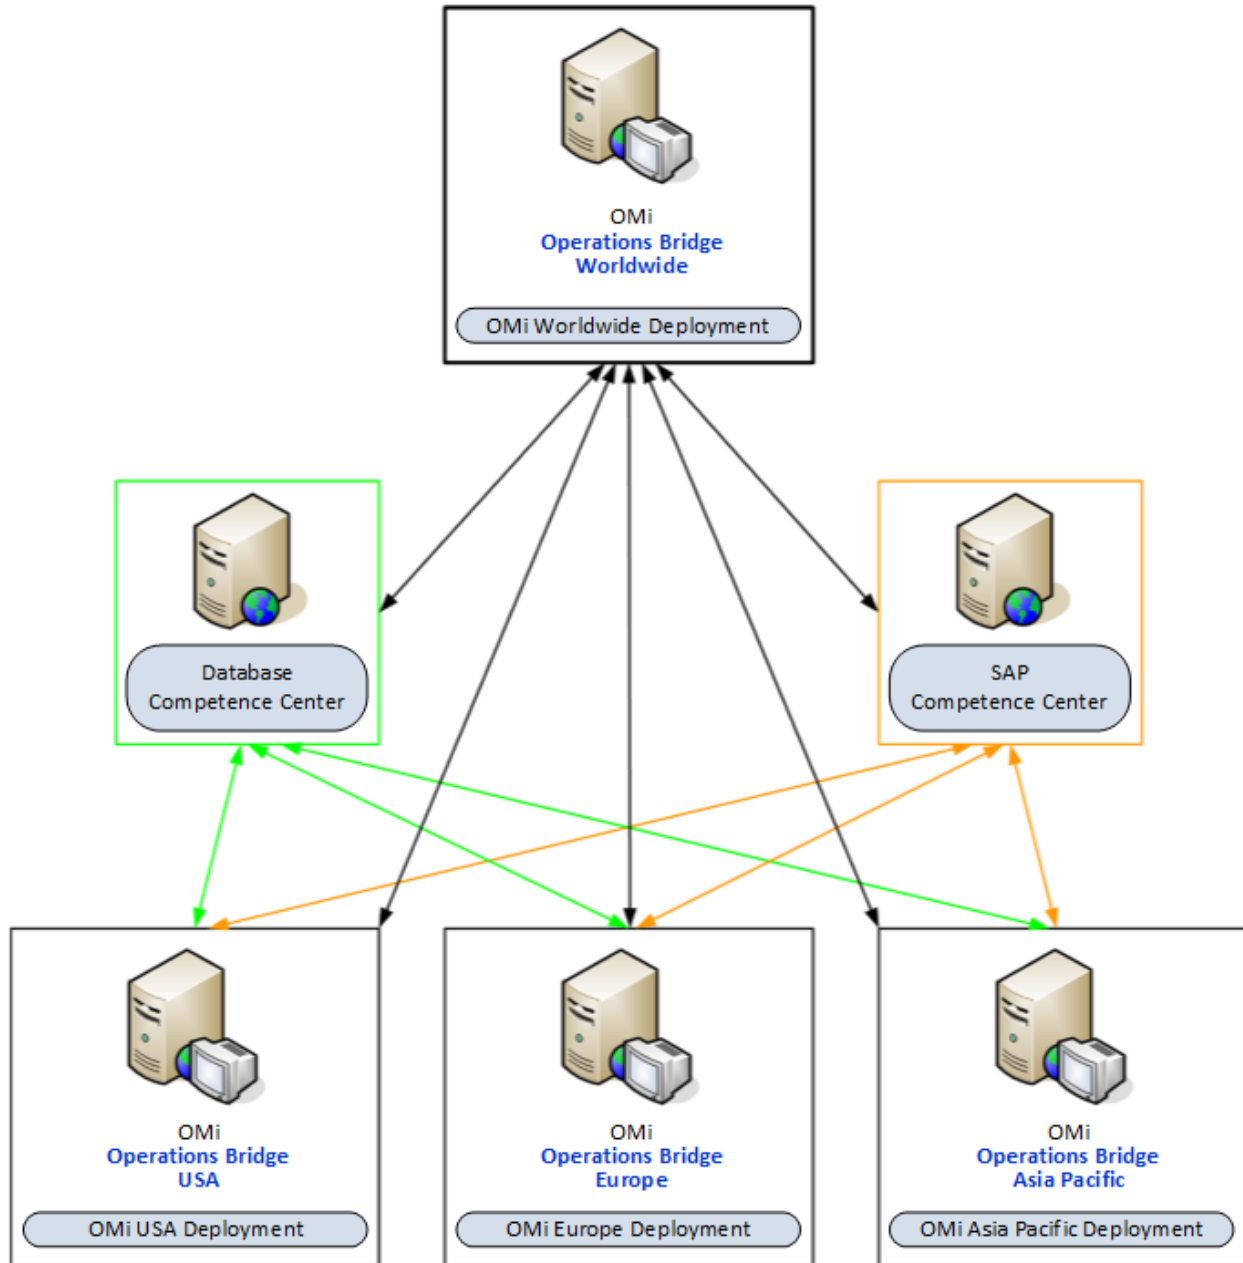 OMi
Operations Bridge
Worldwide
OMi Worldwide Deployment
Database
Competence Center
SAP
Competence Center
OMi
Operations Bridge
USA
OMi USA Deployment
OMi
Operations Bridge
Europe
OMi Europe Deployment
OMi
Operations Bridge
Asia Pacific
OMi Asia Pacific Deployment